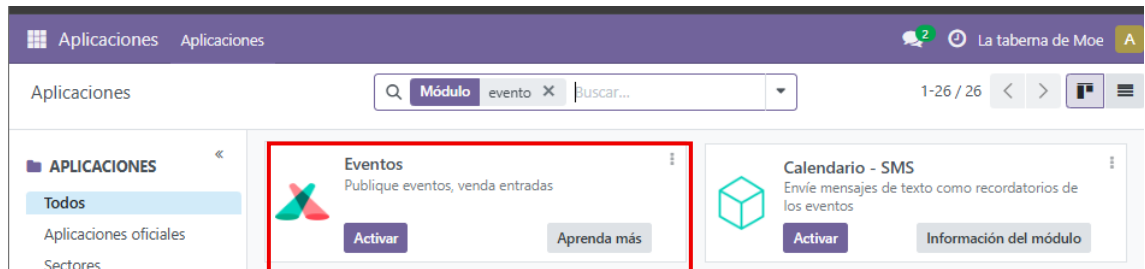 Aplicaciones Aplicaciones 2 La taberna de Moe A
Aplicaciones Módulo evento Buscar... 1-26 / 26
APLICACIONES
Todos
Aplicaciones oficiales
Sectores
Eventos
Publique eventos, venda entradas
Activar Aprenda más
Calendario - SMS
Envíe mensajes de texto como recordatorios de
los eventos
Activar Información del módulo